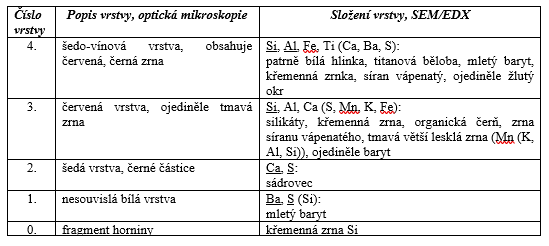 Číslo vrstvy
Popis vrstvy, optická mikroskopie
Složení vrstvy, SEM/EDX
4.
šedo-vínová vrstva, obsahuje
červená, černá zrna
Si, Al, Fe, Ti (Ca, Ba, S):
patrně bílá hlinka, titanová běloba, mletý baryt,
křemenná zrnka, síran vápenatý, ojediněle žlutý
okr
3.
červená vrstva, ojediněle tmavá
zrna
Si, Al, Ca (S, Mn, K, Fe):
silikáty, křemenná zrna, organická čerň, zrna
síranu vápenatého, tmavá větší lesklá zrna (Mn (K,
Al, Si)), ojediněle baryt
2.
šedá vrstva, černé částice
Ca, S:
sádrovec
1.
nesouvislá bílá vrstva
Ba, S (Si):
mletý baryt
0.
fragment horniny
křemenná zrna Si